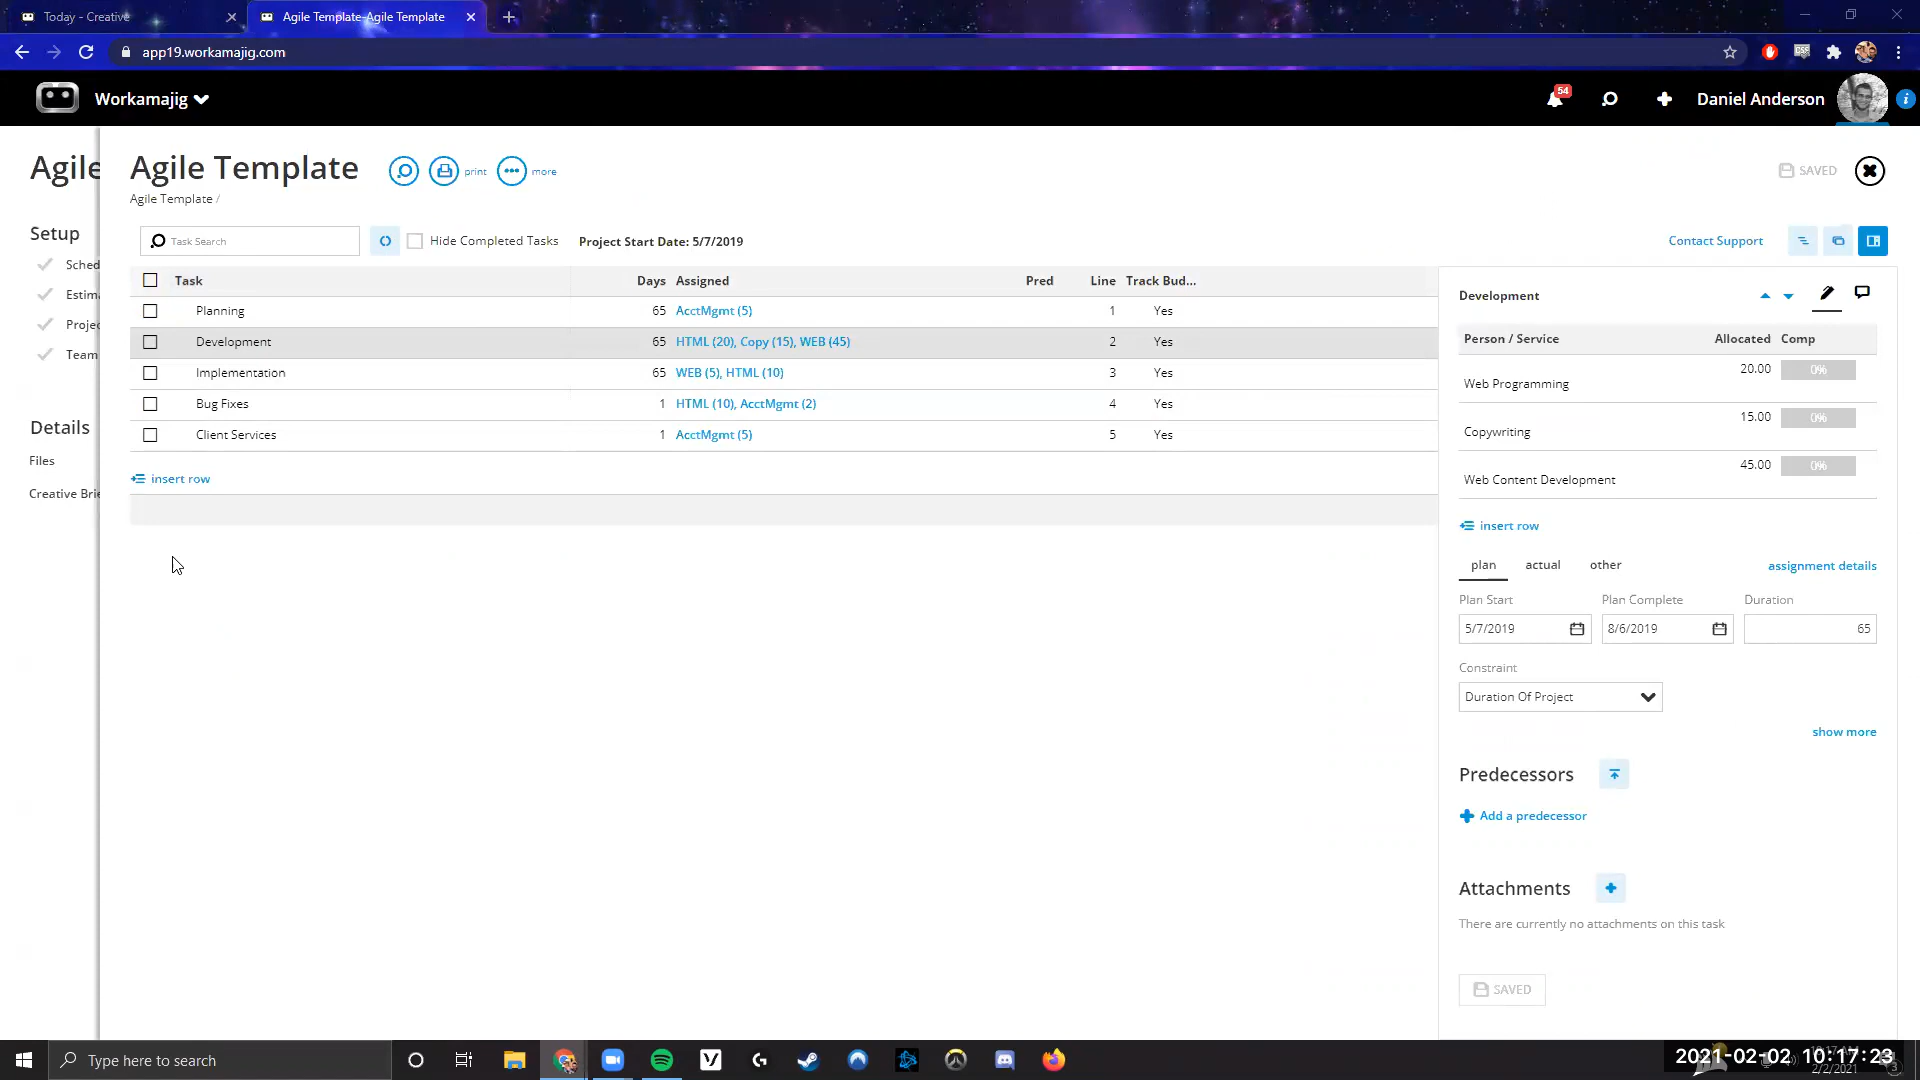 Today - Creative
Agile Template-Agile Template
app19.workamajig.com
Workamajig
54
Daniel Anderson
Agile
Agile Template
print
more
SAVED
Agile Template /
Setup
Sched
Estima
Projec
Team
Details
Files
Creative Brie
Task Search
Hide Completed Tasks
Project Start Date: 5/7/2019
Contact Support
Task Days Assigned Pred Line Track Bud...
Planning 65 AcctMgmt (5) 1 Yes
Development 65 HTML (20), Copy (15), WEB (45) 2 Yes
Implementation 65 WEB (5), HTML (10) 3 Yes
Bug Fixes 1 HTML (10), AcctMgmt (2) 4 Yes
Client Services 1 AcctMgmt (5) 5 Yes
insert row
Development
Person / Service Allocated Comp
20.00 0%
Web Programming
15.00 0%
Copywriting
45.00 0%
Web Content Development
insert row
plan actual other assignment details
Plan Start Plan Complete Duration
5/7/2019 8/6/2019 65
Constraint
Duration Of Project
show more
Predecessors
Add a predecessor
Attachments
There are currently no attachments on this task
SAVED
Type here to search
2021-02-02 10:17:23
2/2/2021